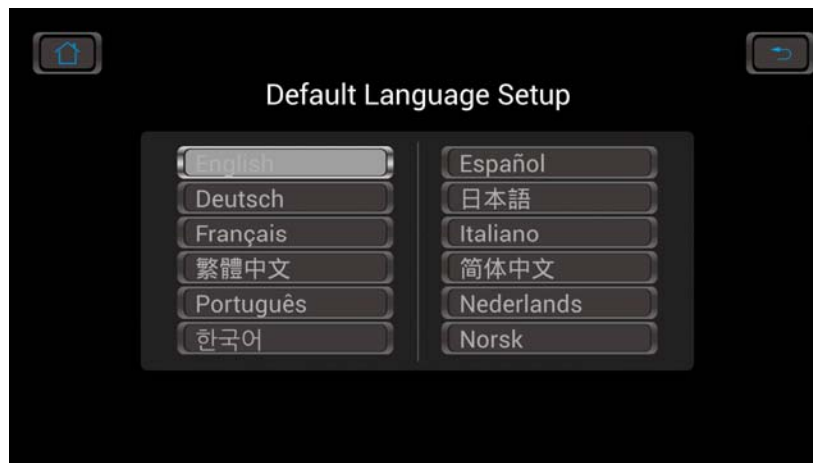 Default Language Setup
English
Deutsch
Français
繁體中文
Português
한국어
Español
日本語
Italiano
简体中文
Nederlands
Norsk